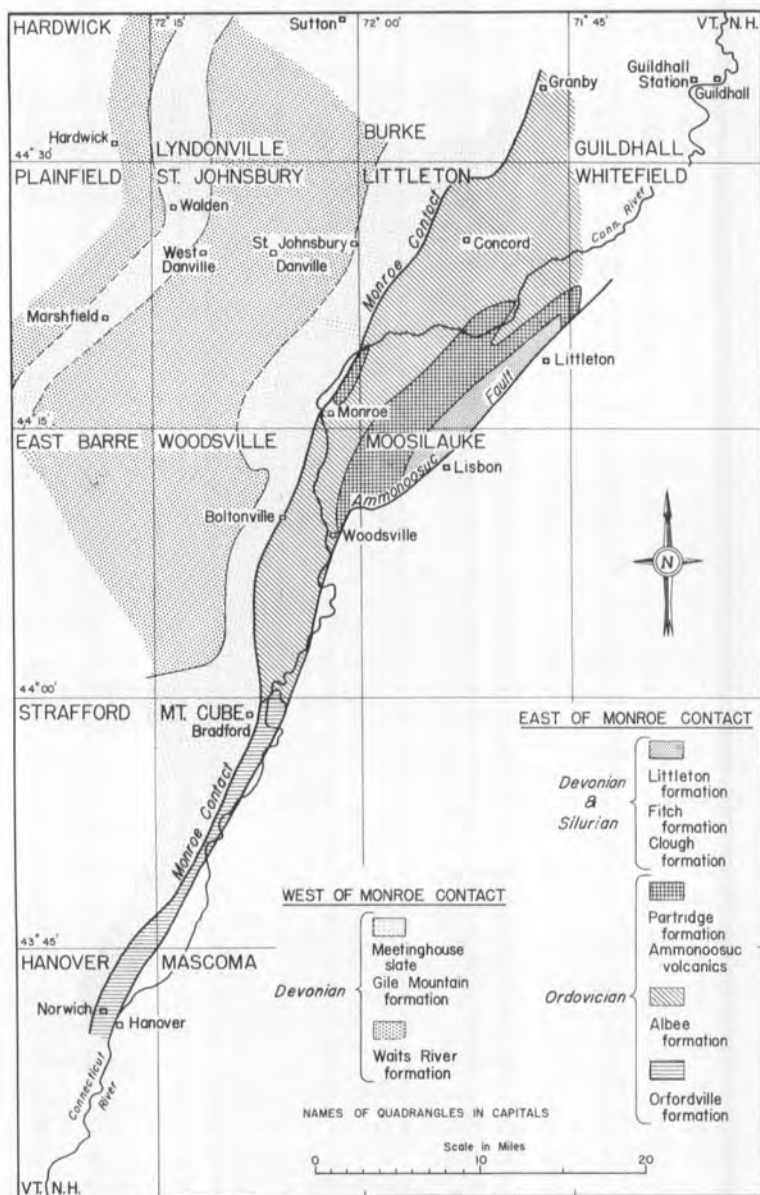 HARDWICK
72° 15'
Sutton
72° 00'
71° 45'
VT. N.H.
Granby
Guildhall
Station
Guildhall
Hardwick
BURKE
LYNDONVILLE
GUILDHALL
44° 30'
PLAINFIELD
ST. JOHNSBURY
LITTLETON
WHITEFIELD
Walden
St. Johnsbury
West
Danville
Danville
Monroe Contact
Concord
Conn. River
Marshfield
Littleton
Monroe
Fault
44° 15'
EAST BARRE
WOODSVILLE
MOOSILAUKE
Ammonoosuc
Lisbon
Boltonville
Woodsville
N
44° 00'
STRAFFORD
MT. CUBE
Bradford
Monroe Contact
EAST OF MONROE CONTACT
Devonian
&
Silurian
Littleton
formation
Fitch
formation
Clough
formation
Ordovician
Partridge
formation
Ammonoosuc
volcanics
Albee
formation
Orfordville
formation
WEST OF MONROE CONTACT
Devonian
Meetinghouse
slate
Gile Mountain
formation
Waits River
formation
43° 45'
HANOVER
MASCOMA
Norwich
Hanover
Connecticut
River
NAMES OF QUADRANGLES IN CAPITALS
Scale in Miles
0 10 20
VT. N.H.